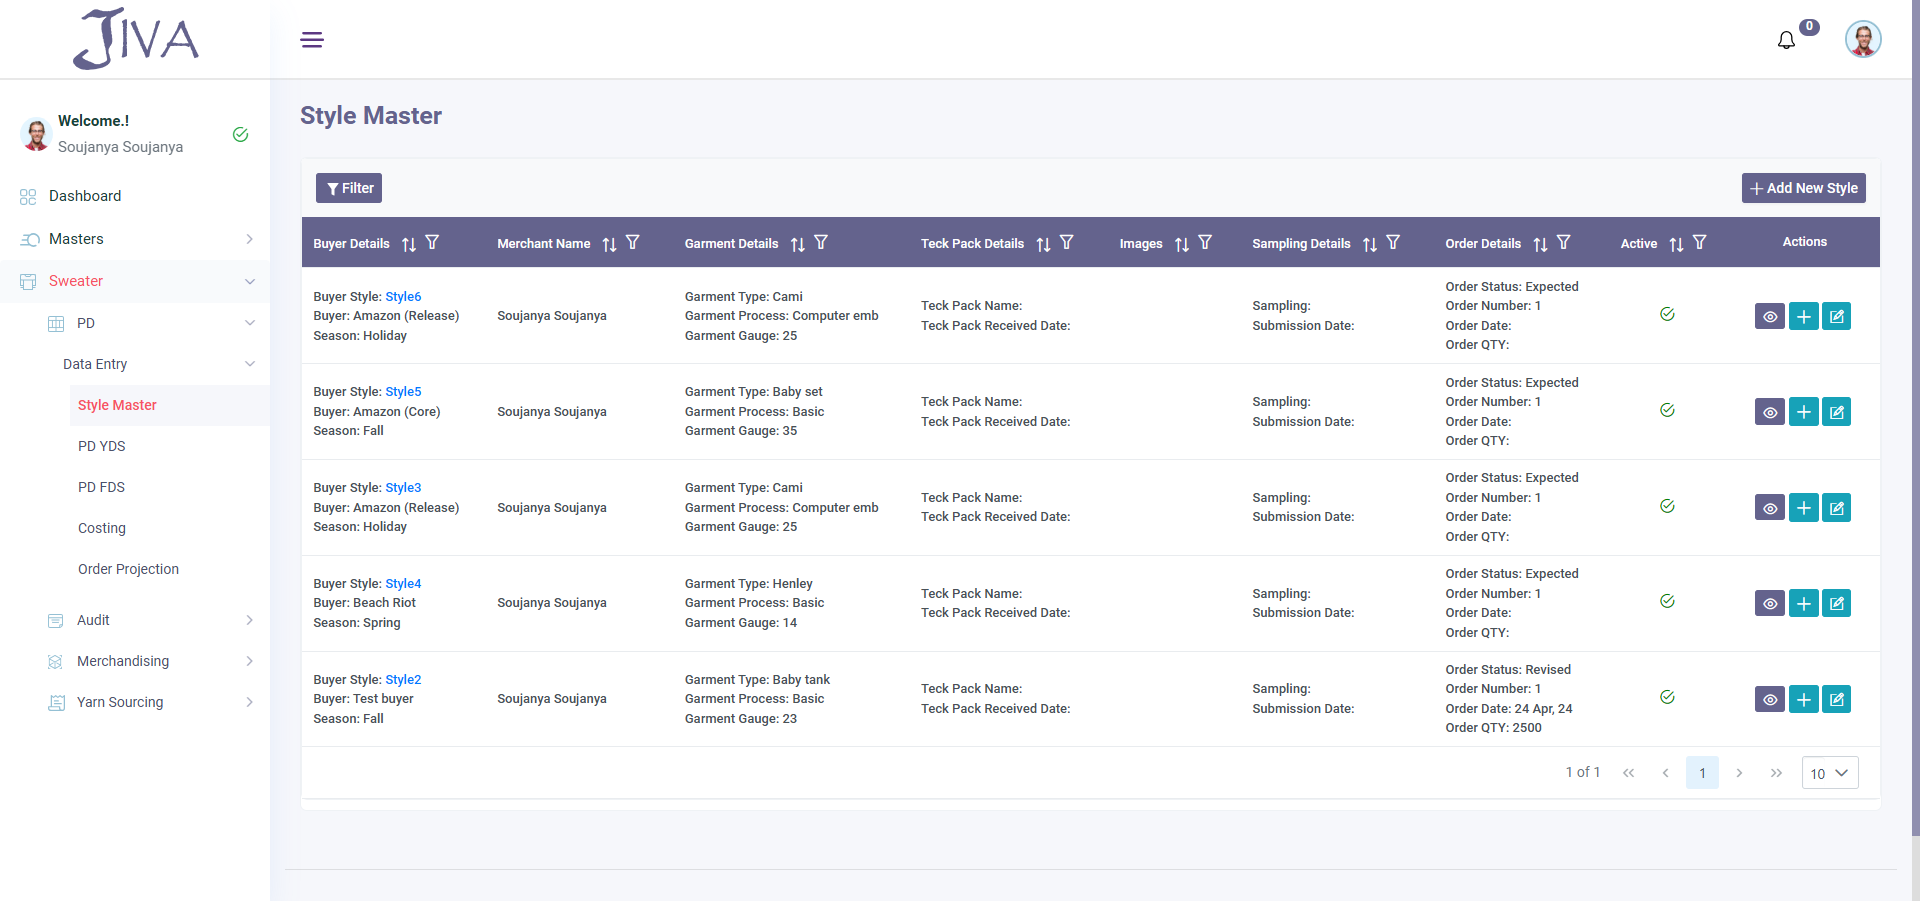 JIVA
0
Welcome.!
Soujanya Soujanya
Dashboard
Masters
Sweater
PD
Data Entry
Style Master
PD YDS
PD FDS
Costing
Order Projection
Audit
Merchandising
Yarn Sourcing
Style Master
Filter
Add New Style
Buyer Details Merchant Name Garment Details Teck Pack Details Images Sampling Details Order Details Active Actions
Buyer Style: Style6
Buyer: Amazon (Release)
Season: Holiday
Soujanya Soujanya
Garment Type: Cami
Garment Process: Computer emb
Garment Gauge: 25
Teck Pack Name:
Teck Pack Received Date:
Sampling:
Submission Date:
Order Status: Expected
Order Number: 1
Order Date:
Order QTY:
Buyer Style: Style5
Buyer: Amazon (Core)
Season: Fall
Soujanya Soujanya
Garment Type: Baby set
Garment Process: Basic
Garment Gauge: 35
Teck Pack Name:
Teck Pack Received Date:
Sampling:
Submission Date:
Order Status: Expected
Order Number: 1
Order Date:
Order QTY:
Buyer Style: Style3
Buyer: Amazon (Release)
Season: Holiday
Soujanya Soujanya
Garment Type: Cami
Garment Process: Computer emb
Garment Gauge: 25
Teck Pack Name:
Teck Pack Received Date:
Sampling:
Submission Date:
Order Status: Expected
Order Number: 1
Order Date:
Order QTY:
Buyer Style: Style4
Buyer: Beach Riot
Season: Spring
Soujanya Soujanya
Garment Type: Henley
Garment Process: Basic
Garment Gauge: 14
Teck Pack Name:
Teck Pack Received Date:
Sampling:
Submission Date:
Order Status: Expected
Order Number: 1
Order Date:
Order QTY:
Buyer Style: Style2
Buyer: Test buyer
Season: Fall
Soujanya Soujanya
Garment Type: Baby tank
Garment Process: Basic
Garment Gauge: 23
Teck Pack Name:
Teck Pack Received Date:
Sampling:
Submission Date:
Order Status: Revised
Order Number: 1
Order Date: 24 Apr, 24
Order QTY: 2500
1 of 1 « ‹ 1 › » 10